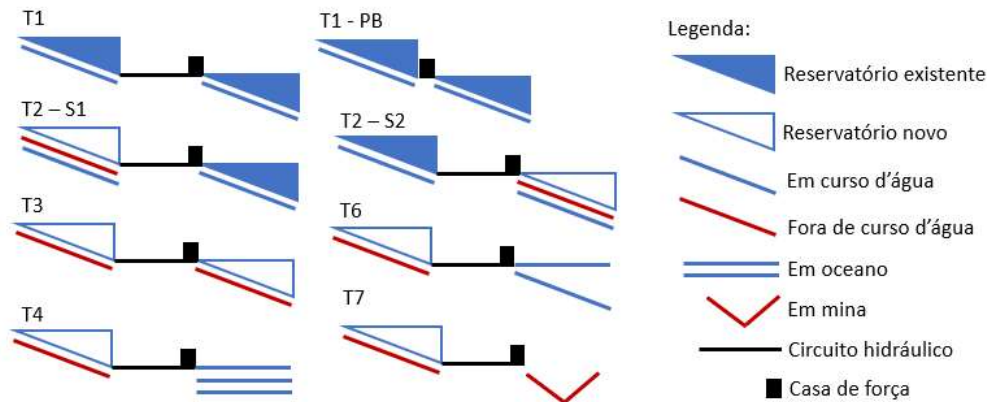 T1
T1 - PB
T2 – S1
T2 – S2
T3
T6
T4
T7
Legenda:
Reservatório existente
Reservatório novo
Em curso d'água
Fora de curso d'água
Em oceano
Em mina
Circuito hidráulico
Casa de força